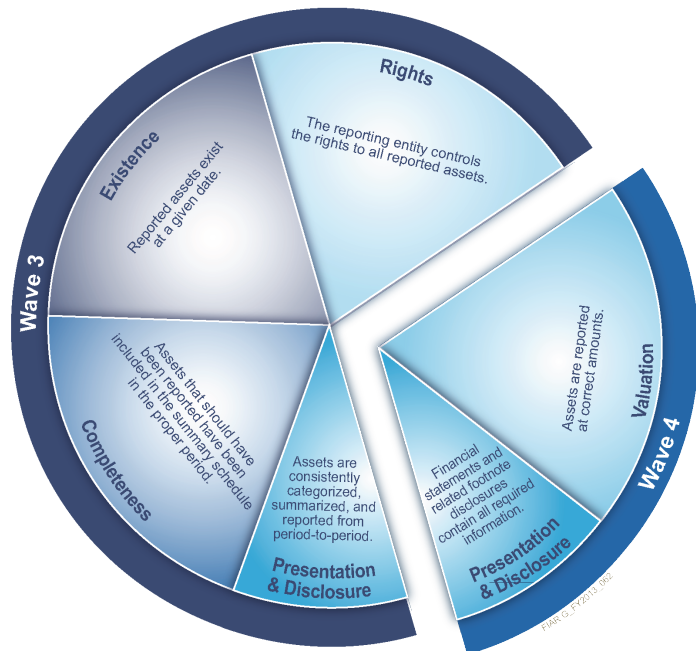 Rights
The reporting entity controls
the rights to all reported assets.
Existence
Reported assets exist
at a given date.
Wave 3
Completeness
Assets that should have
been reported have been
included in the summary schedule
in the proper period.
Assets are
consistently
categorized,
summarized, and
reported from
period-to-period.
Presentation
& Disclosure
Assets are reported
at correct amounts.
Valuation
Wave 4
Financial
statements and
related footnote
disclosures
contain all required
information.
Presentation
& Disclosure
FIAR G_FY2013_062